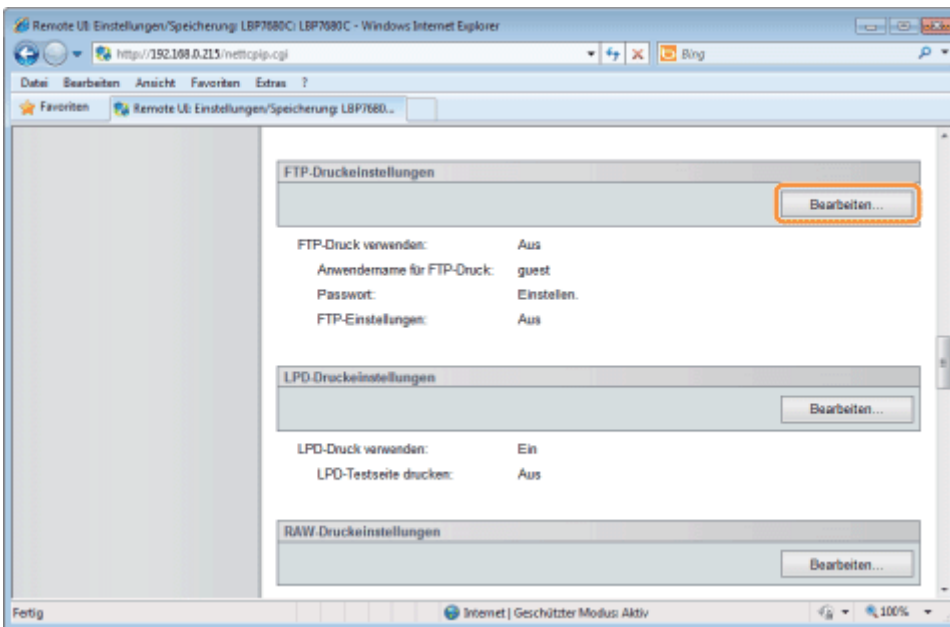 Remote UI: Einstellungen/Speicherung: LBP7680C: LBP7680C - Windows Internet Explorer
http://192.168.0.215/nettcpip.cgi
Bing
Datei Bearbeiten Ansicht Favoriten Extras ?
Favoriten Remote UI: Einstellungen/Speicherung: LBP7680...
FTP-Druckeinstellungen
Bearbeiten...
FTP-Druck verwenden: Aus
Anwendername für FTP-Druck: guest
Passwort: Einstellen.
FTP-Einstellungen: Aus
LPD-Druckeinstellungen
Bearbeiten...
LPD-Druck verwenden: Ein
LPD-Testseite drucken: Aus
RAW-Druckeinstellungen
Bearbeiten...
Fertig Internet | Geschützter Modus: Aktiv 100%